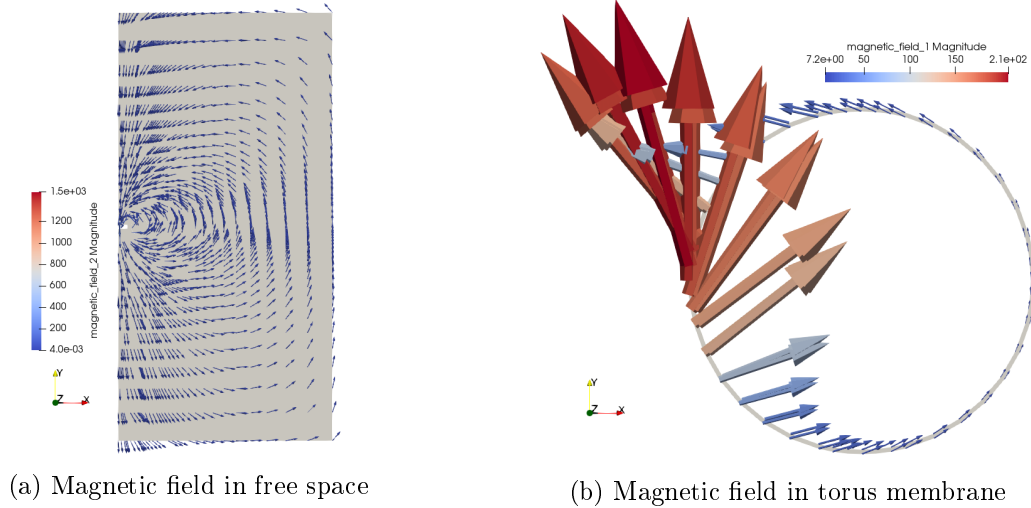 magnetic_field_1 Magnitude
7.2e+00 50 100 150 2.1e+02
1.5e+03
1200
1000
800
600
400
200
4.0e-03
magnetic_field_2 Magnitude
Y
Z X
Y
Z X
(a) Magnetic field in free space
(b) Magnetic field in torus membrane